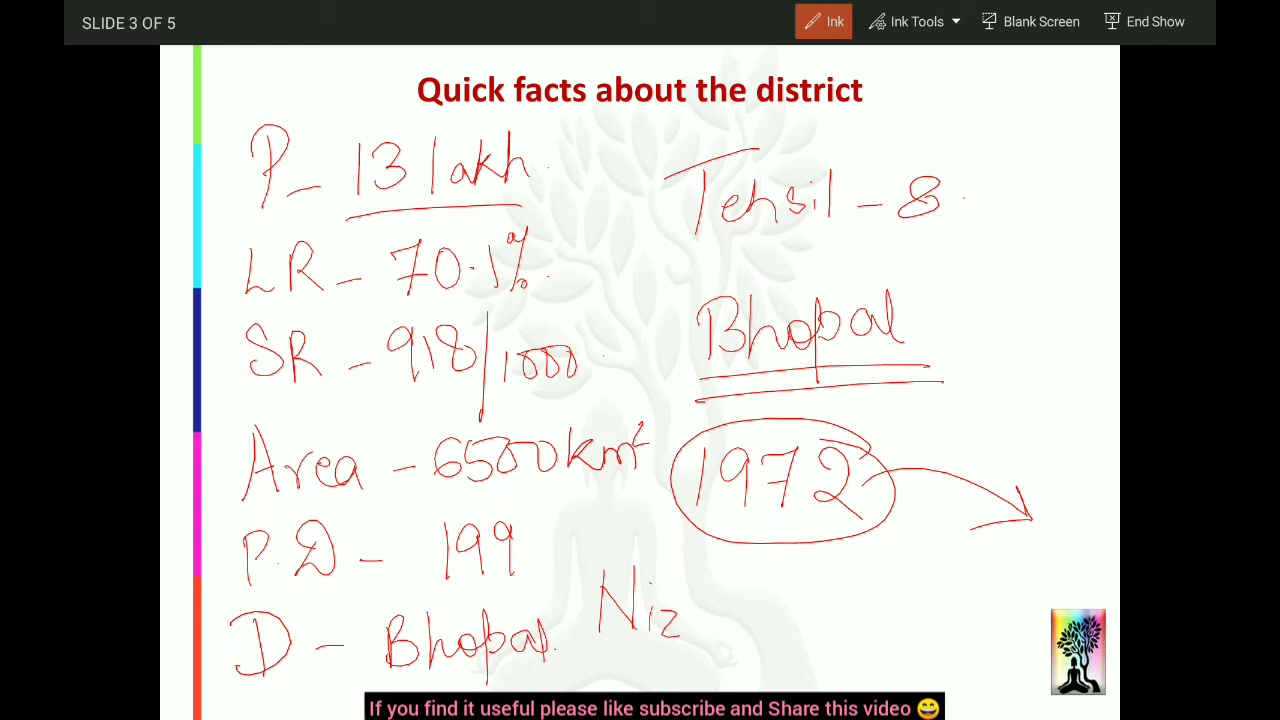 SLIDE 3 OF 5
Ink Ink Tools Blank Screen End Show
Quick facts about the district
P - 13 lakh
LR - 70.1%
SR - 918/1000
Area - 6500 km²
P.D - 199
D - Bhopal
Tehsil - 8
Bhopal
1972
Niz
If you find it useful please like subscribe and Share this video 😄